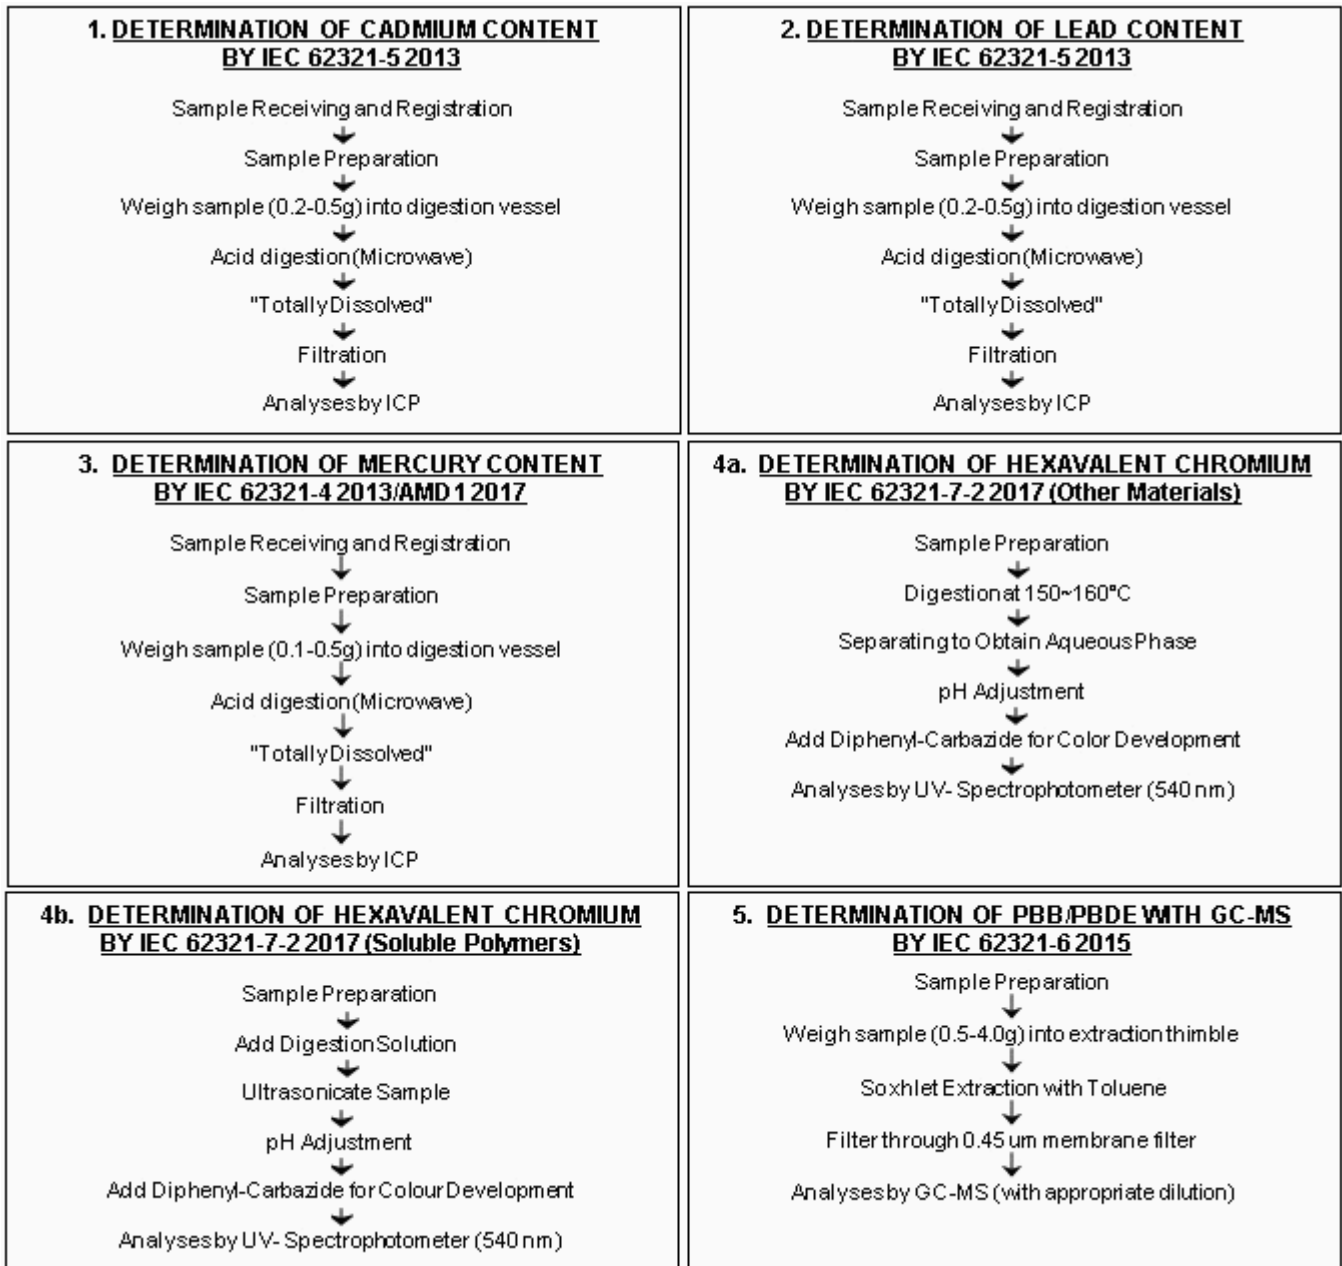 1. DETERMINATION OF CADMIUM CONTENT
BY IEC 62321-5 2013
Sample Receiving and Registration
Sample Preparation
Weigh sample (0.2-0.5g) into digestion vessel
Acid digestion(Microwave)
"Totally Dissolved"
Filtration
Analyses by ICP
2. DETERMINATION OF LEAD CONTENT
BY IEC 62321-5 2013
Sample Receiving and Registration
Sample Preparation
Weigh sample (0.2-0.5g) into digestion vessel
Acid digestion(Microwave)
"Totally Dissolved"
Filtration
Analyses by ICP
3. DETERMINATION OF MERCURY CONTENT
BY IEC 62321-4 2013/AMD1 2017
Sample Receiving and Registration
Sample Preparation
Weigh sample (0.1-0.5g) into digestion vessel
Acid digestion(Microwave)
"Totally Dissolved"
Filtration
Analyses by ICP
4a. DETERMINATION OF HEXAVALENT CHROMIUM
BY IEC 62321-7-2 2017 (Other Materials)
Sample Preparation
Digestion at 150~160°C
Separating to Obtain Aqueous Phase
pH Adjustment
Add Diphenyl-Carbazide for Color Development
Analyses by UV- Spectrophotometer (540 nm)
4b. DETERMINATION OF HEXAVALENT CHROMIUM
BY IEC 62321-7-2 2017 (Soluble Polymers)
Sample Preparation
Add Digestion Solution
Ultrasonicate Sample
pH Adjustment
Add Diphenyl-Carbazide for Colour Development
Analyses by UV- Spectrophotometer (540 nm)
5. DETERMINATION OF PBB/PBDE WITH GC-MS
BY IEC 62321-6 2015
Sample Preparation
Weigh sample (0.5-4.0g) into extraction thimble
Soxhlet Extraction with Toluene
Filter through 0.45 um membrane filter
Analyses by GC-MS (with appropriate dilution)